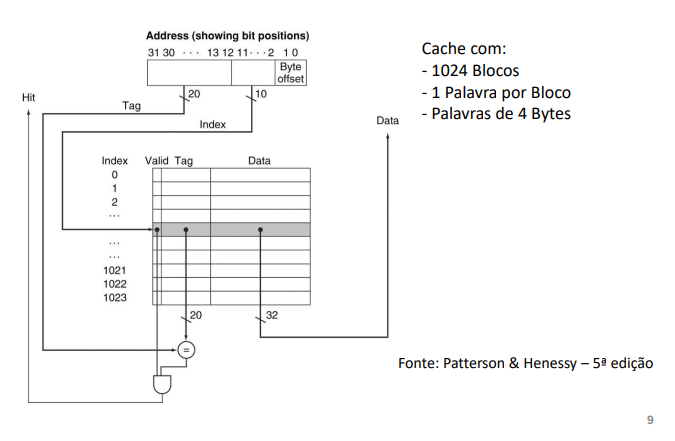 Address (showing bit positions)
31 30 ··· 13 12 11 ··· 2 1 0
Byte
offset
Hit
20
10
Tag
Index
Data
Index Valid Tag Data
0
1
2
...
...
...
1021
1022
1023
20
32
=
Cache com:
- 1024 Blocos
- 1 Palavra por Bloco
- Palavras de 4 Bytes
Fonte: Patterson & Henessy – 5ª edição
9